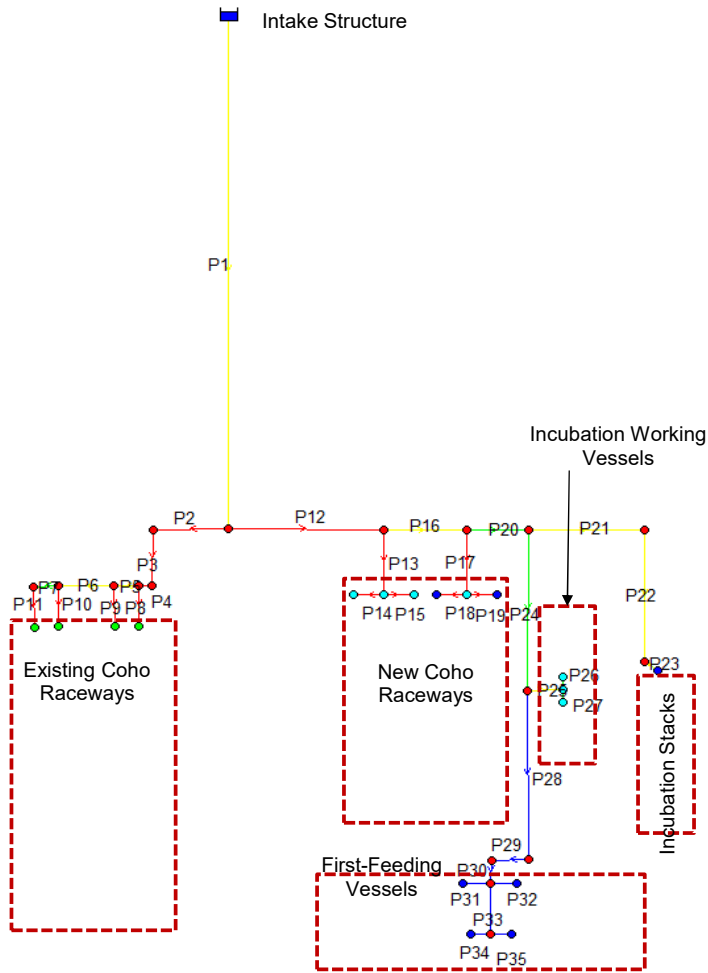 Intake Structure
P1
Incubation Working
Vessels
P2
P12
P16
P20
P21
P3
P13
P17
P7
P6
P5
P4
P22
P11
P10
P9
P8
P14
P15
P18
P19
P24
P23
Existing Coho
Raceways
New Coho
Raceways
P26
P25
P27
Incubation Stacks
P28
P29
First-Feeding
Vessels
P30
P31
P32
P33
P34
P35